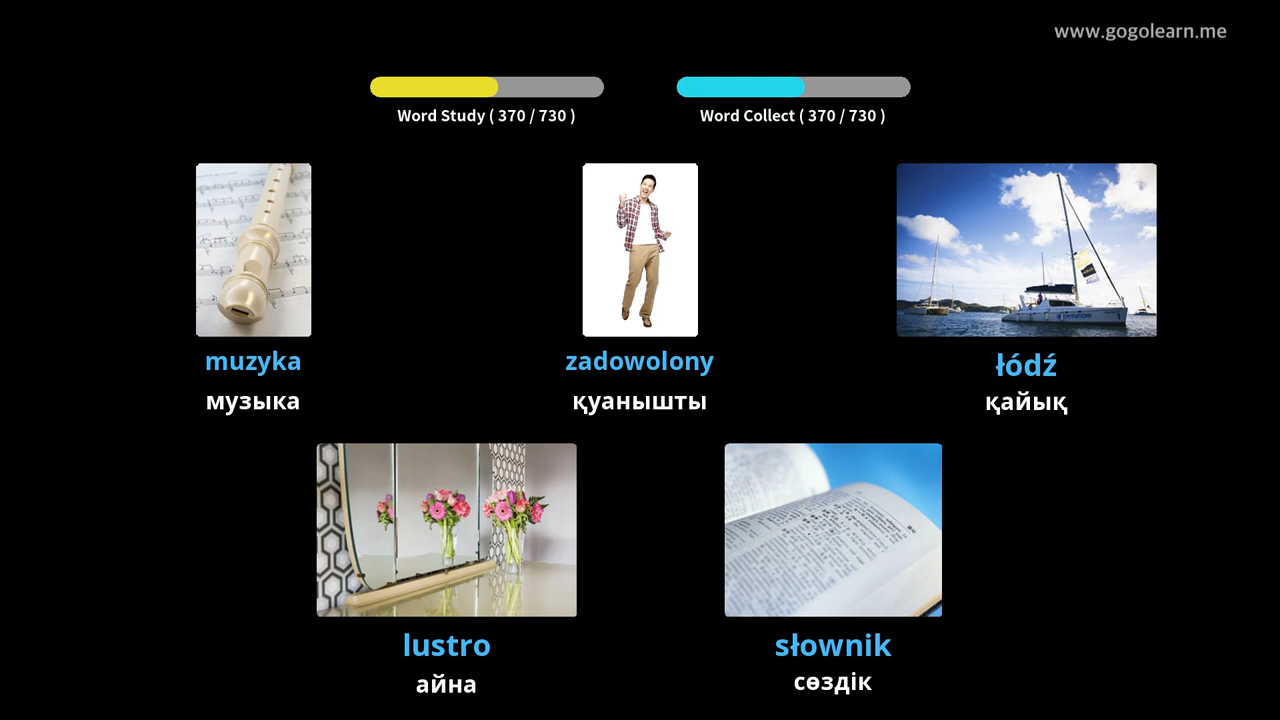 www.gogolearn.me
Word Study ( 370 / 730 )
Word Collect ( 370 / 730 )
muzyka
музыка
zadowolony
қуанышты
łódź
қайық
lustro
айна
słownik
сөздік